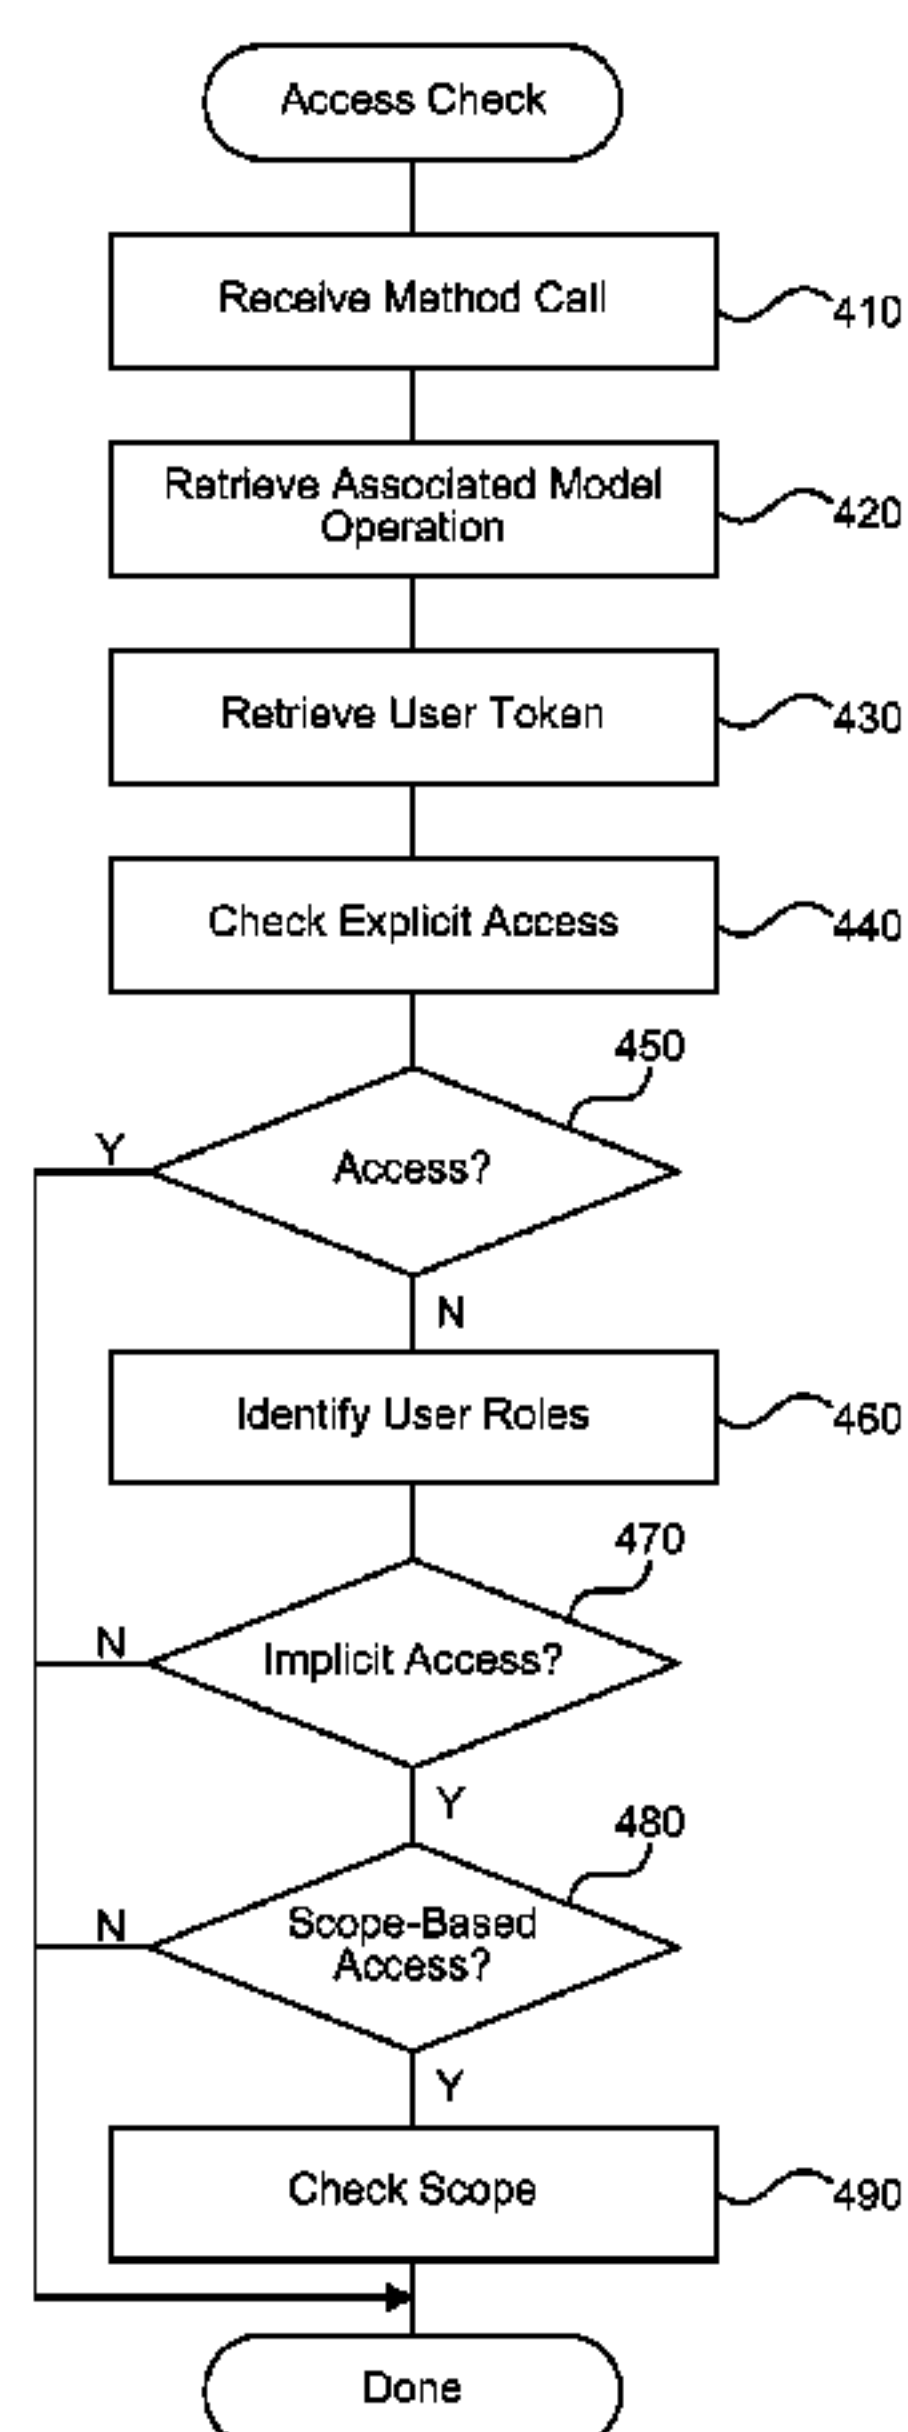 Access Check
Receive Method Call
410
Retrieve Associated Model
Operation
420
Retrieve User Token
430
Check Explicit Access
440
450
Y
Access?
N
Identify User Roles
460
470
N
Implicit Access?
Y
480
N
Scope-Based
Access?
Y
Check Scope
490
Done